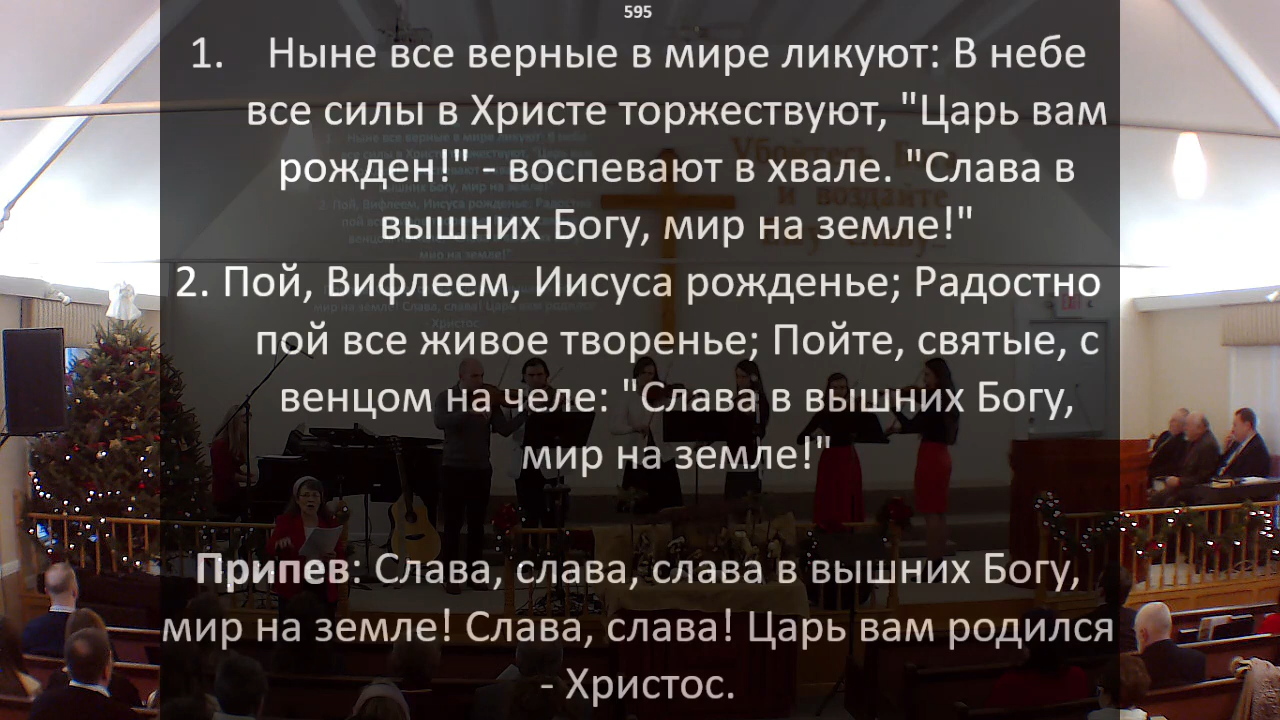 595
1. Ныне все верные в мире ликуют: В небе
все силы в Христе торжествуют, "Царь вам
рожден!" - воспевают в хвале. "Слава в
вышних Богу, мир на земле!"
2. Пой, Вифлеем, Иисуса рожденье; Радостно
пой все живое творенье; Пойте, святые, с
венцом на челе: "Слава в вышних Богу,
мир на земле!"
Припев: Слава, слава, слава в вышних Богу,
мир на земле! Слава, слава! Царь вам родился
- Христос.
и воздайте